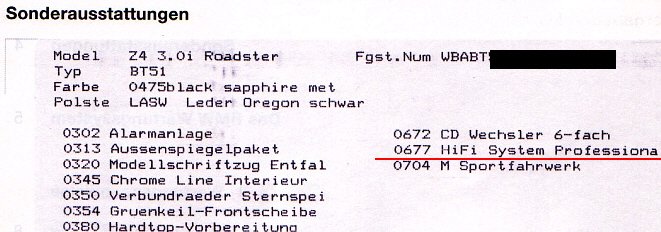 Sonderausstattungen
Model Z4 3.0i Roadster Fgst.Num WBABT
Typ BT51
Farbe 0475black sapphire met
Polste LASW Leder Oregon schwar
0302 Alarmanlage 0672 CD Wechsler 6-fach
0313 Aussenspiegelpaket 0677 HiFi System Professiona
0320 Modellschriftzug Entfal 0704 M Sportfahrwerk
0345 Chrome Line Interieur
0350 Verbundraeder Sternspei
0354 Gruenkeil-Frontscheibe
0380 Hardtop-Vorbereitung